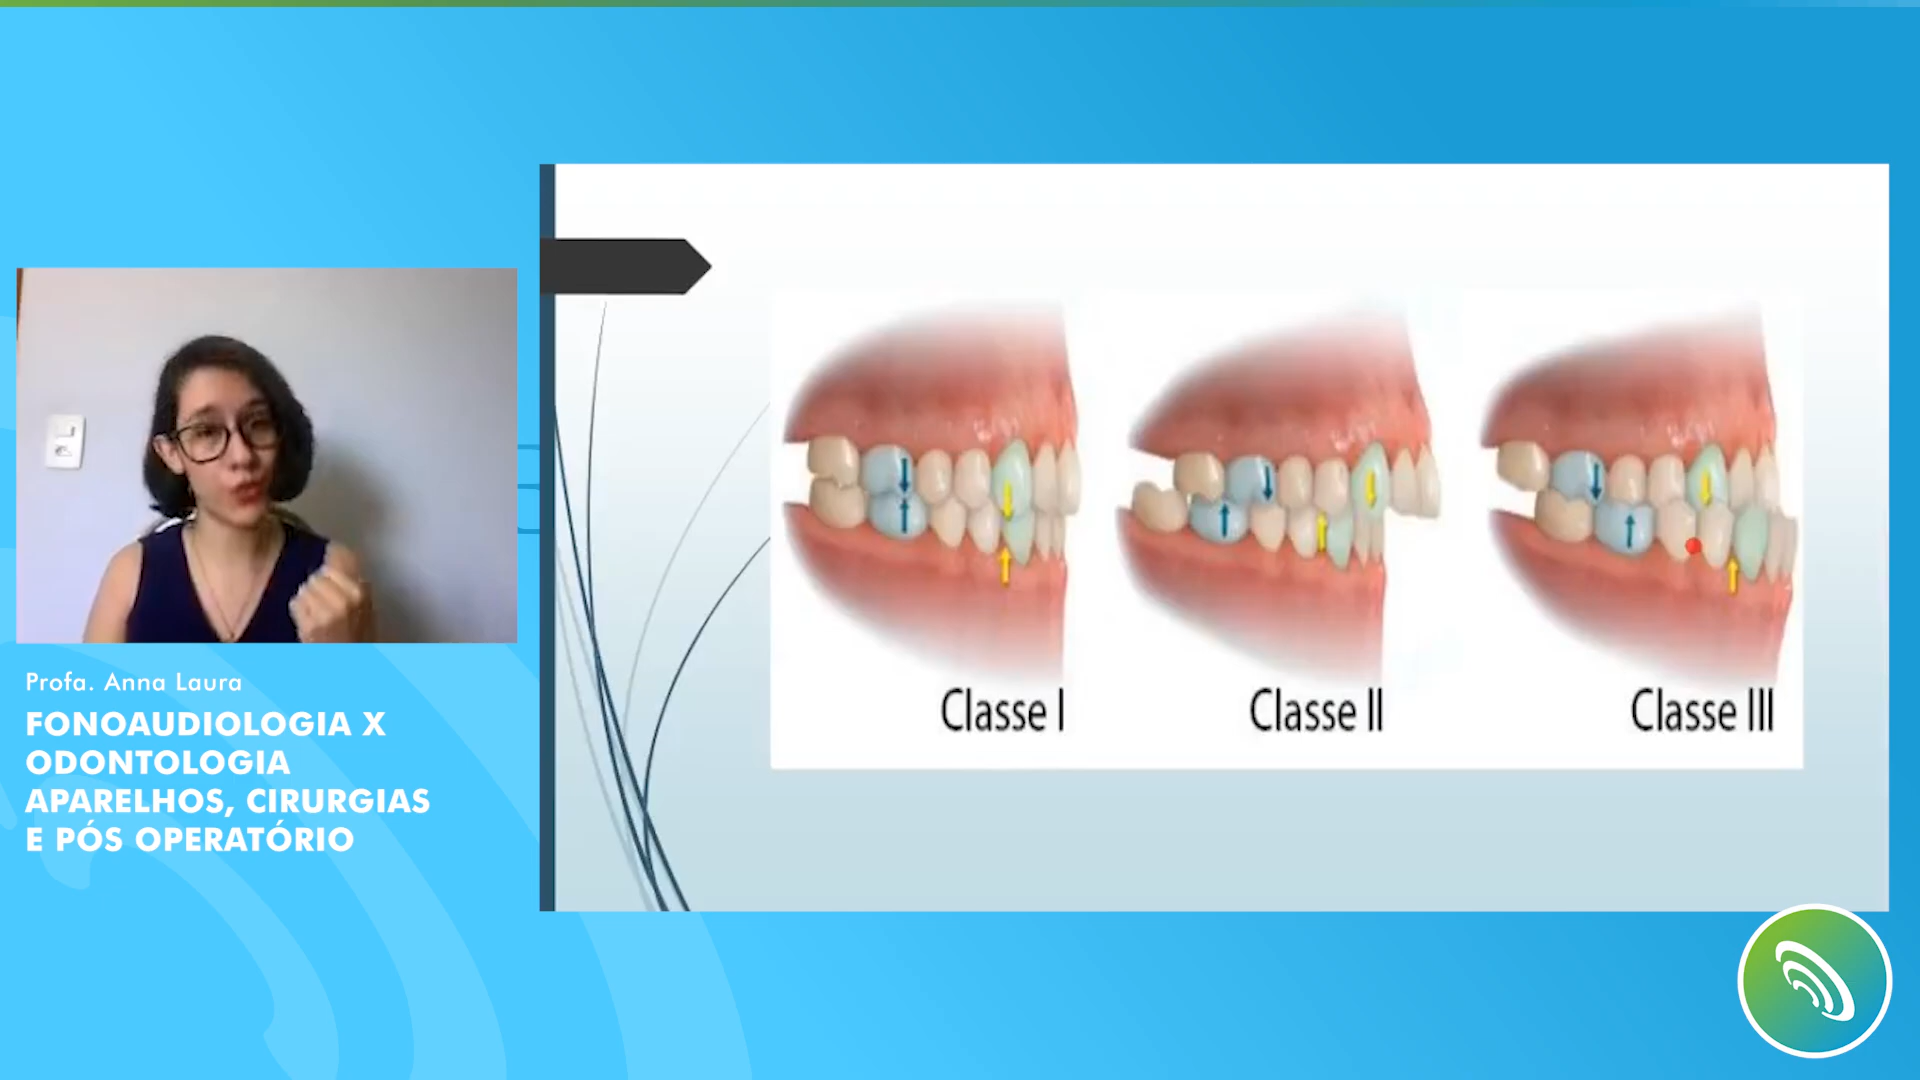 Profa. Anna Laura
FONOAUDIOLOGIA X
ODONTOLOGIA
APARELHOS, CIRURGIAS
E PÓS OPERATÓRIO
Classe I
Classe II
Classe III